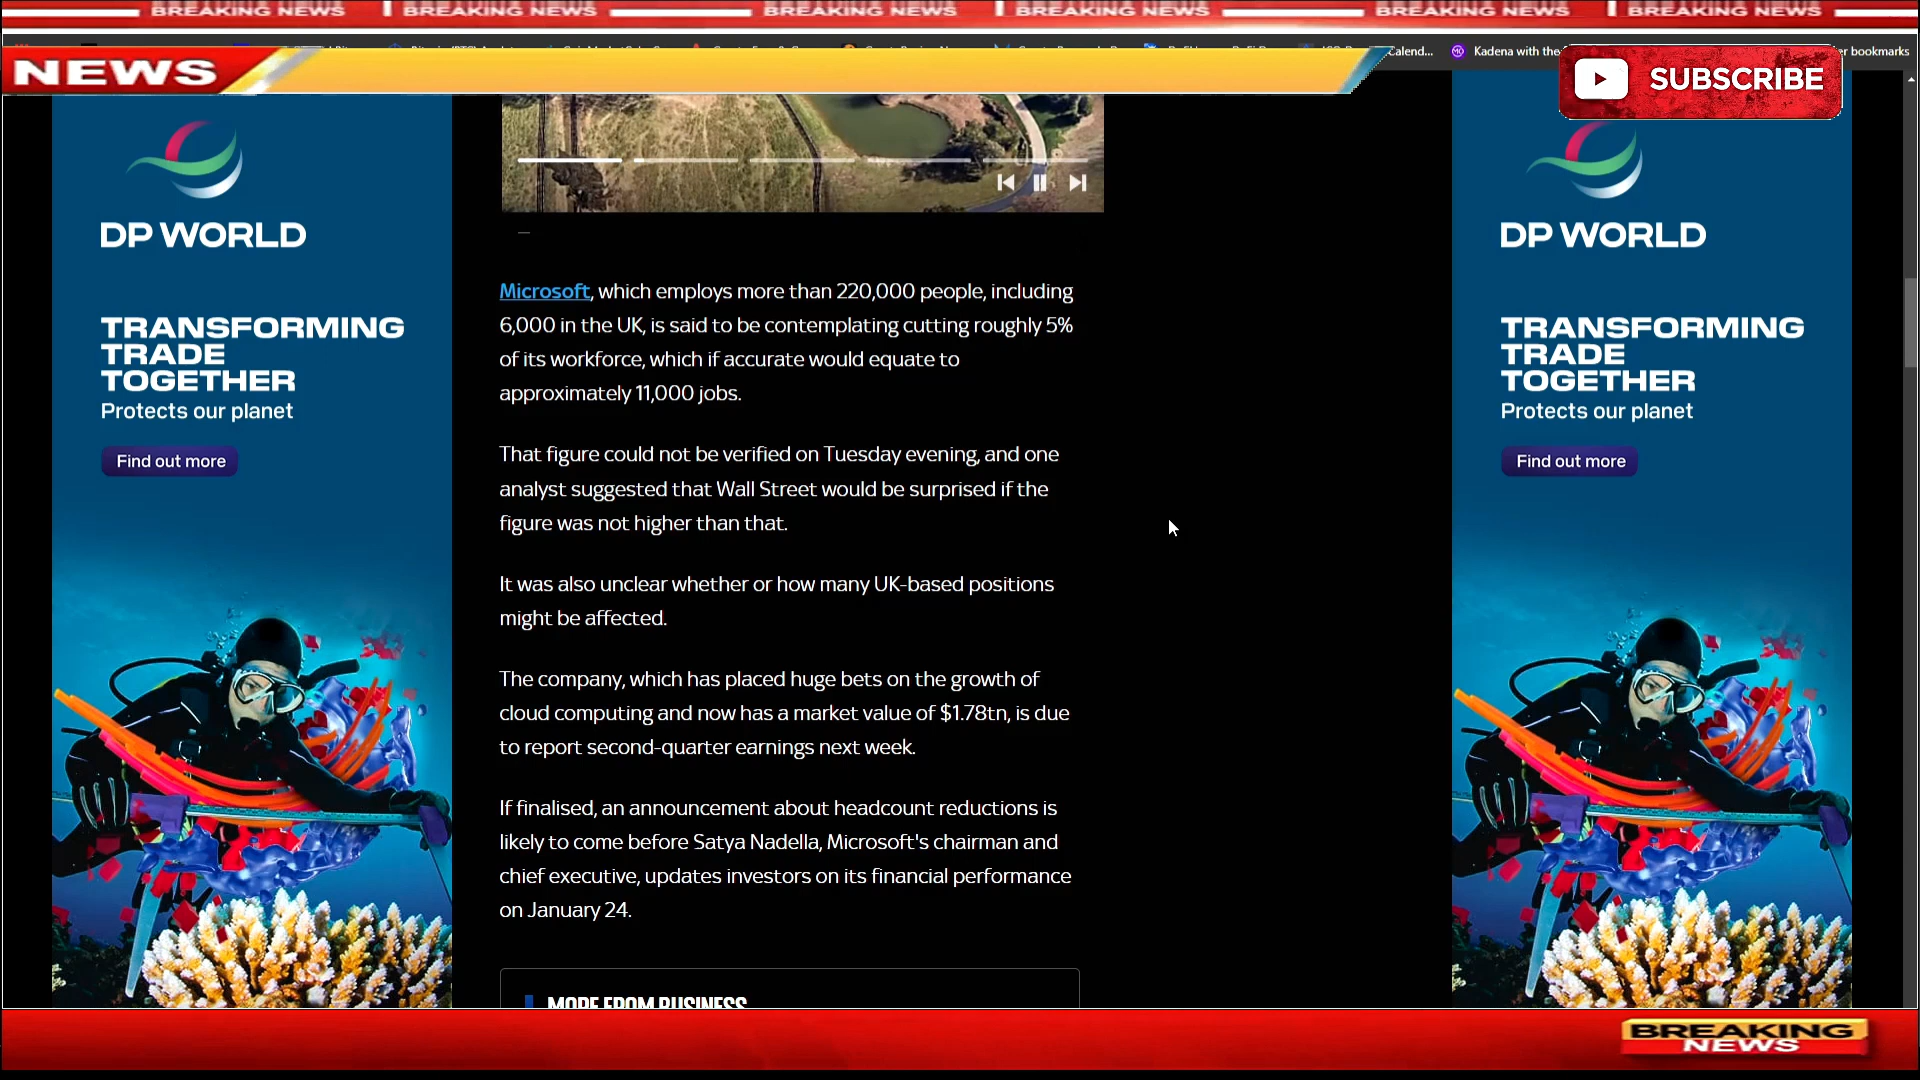 BREAKING NEWS BREAKING NEWS BREAKING NEWS BREAKING NEWS BREAKING NEWS BREAKING NEWS
Calend... Kadena with the er bookmarks
NEWS
SUBSCRIBE
DP WORLD
TRANSFORMING
TRADE
TOGETHER
Protects our planet
Find out more
Microsoft, which employs more than 220,000 people, including
6,000 in the UK, is said to be contemplating cutting roughly 5%
of its workforce, which if accurate would equate to
approximately 11,000 jobs.
That figure could not be verified on Tuesday evening, and one
analyst suggested that Wall Street would be surprised if the
figure was not higher than that.
It was also unclear whether or how many UK-based positions
might be affected.
The company, which has placed huge bets on the growth of
cloud computing and now has a market value of $1.78tn, is due
to report second-quarter earnings next week.
If finalised, an announcement about headcount reductions is
likely to come before Satya Nadella, Microsoft's chairman and
chief executive, updates investors on its financial performance
on January 24.
MORE FROM BUSINESS
DP WORLD
TRANSFORMING
TRADE
TOGETHER
Protects our planet
Find out more
BREAKING
NEWS